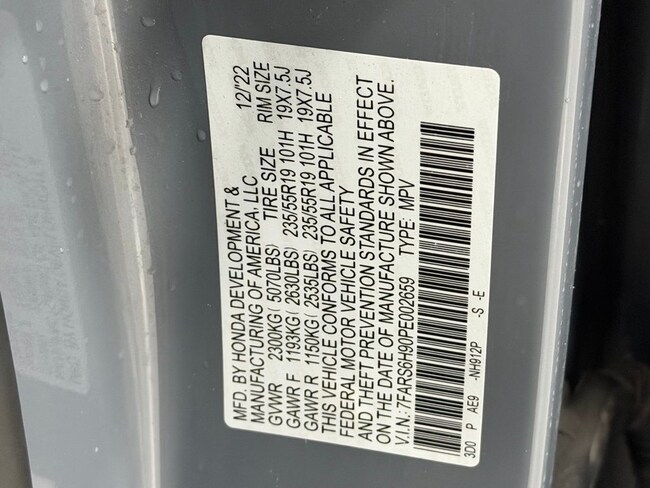 MFD. BY HONDA DEVELOPMENT &
MANUFACTURING OF AMERICA, LLC 12/'22
GVWR 2300KG( 5070LBS) TIRE SIZE RIM SIZE
GAWR F 1193KG( 2630LBS) 235/55R19 101H 19X7.5J
GAWR R 1150KG( 2535LBS) 235/55R19 101H 19X7.5J
THIS VEHICLE CONFORMS TO ALL APPLICABLE
FEDERAL MOTOR VEHICLE SAFETY
AND THEFT PREVENTION STANDARDS IN EFFECT
ON THE DATE OF MANUFACTURE SHOWN ABOVE.
V.I.N.:7FARS6H90PE002659 TYPE: MPV
3D0 P AE9 -NH912P -S -E